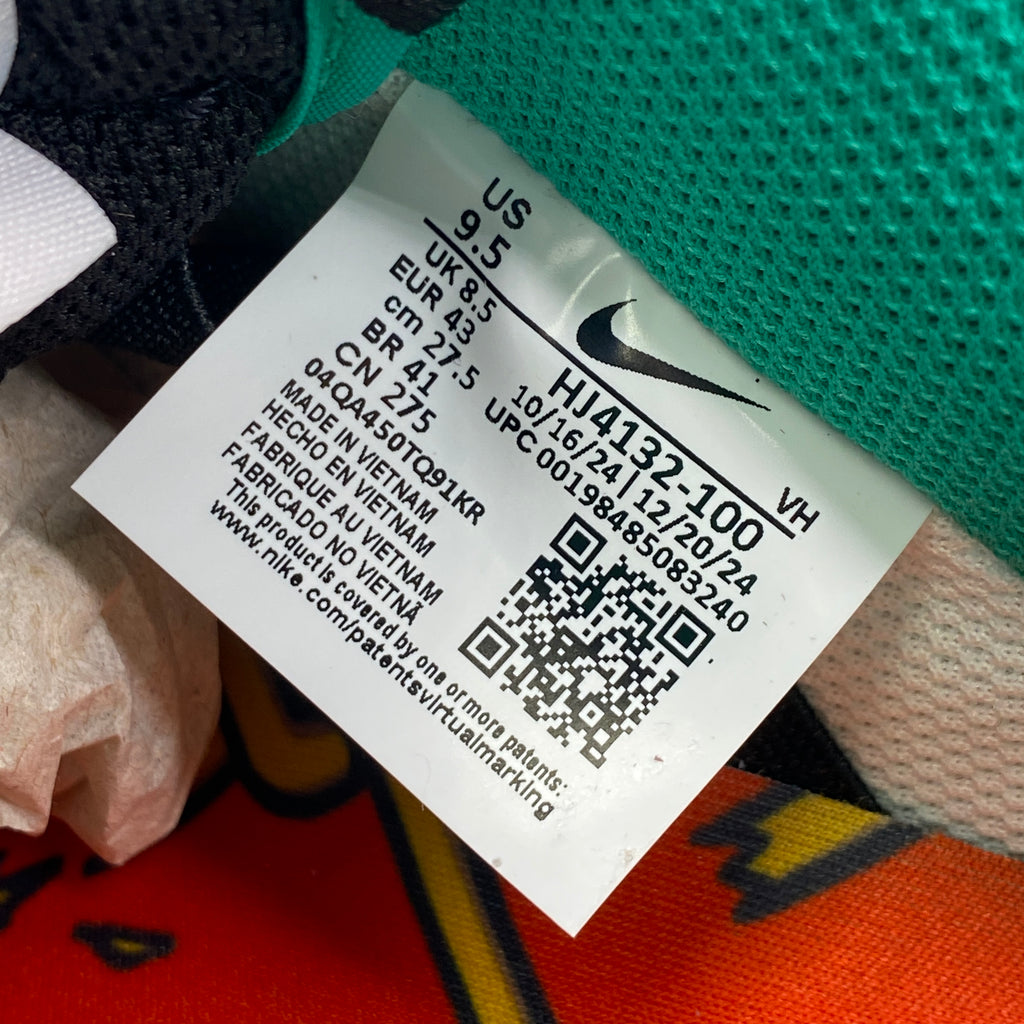 US
9.5
UK 8.5
EUR 43
cm 27.5
BR 41
CN 275
04QA450TQ91KR
MADE IN VIETNAM
HECHO EN VIETNAM
FABRIQUE AU VIETNAM
FABRICADO NO VIETNÃ
This product is covered by one or more patents:
www.nike.com/patentsvirtualmarking
VH
HJ4132-100
10/16/24 | 12/20/24
UPC 00198485083240